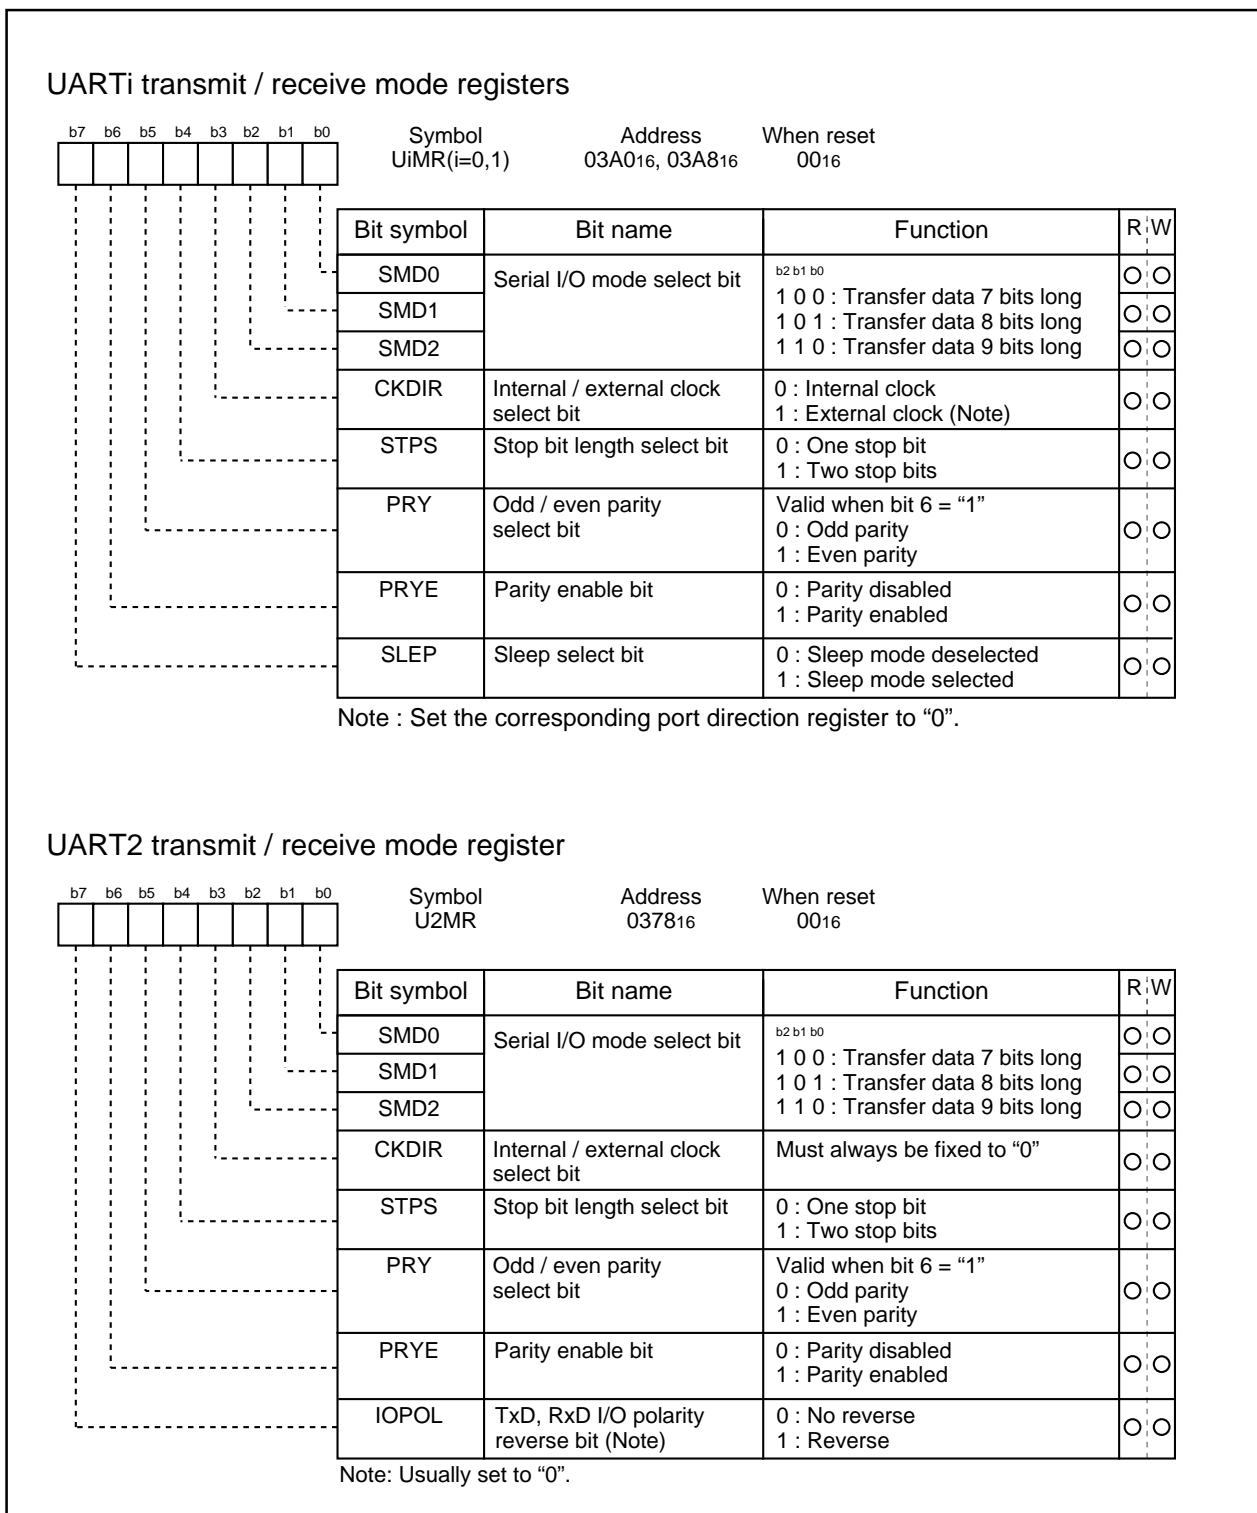 UARTi transmit / receive mode registers
b7 b6 b5 b4 b3 b2 b1 b0
Symbol Address When reset
UiMR(i=0,1) 03A016, 03A816 0016
Bit symbol Bit name Function R W
SMD0 Serial I/O mode select bit b2 b1 b0
1 0 0 : Transfer data 7 bits long
SMD1 1 0 1 : Transfer data 8 bits long
SMD2 1 1 0 : Transfer data 9 bits long
CKDIR Internal / external clock 0 : Internal clock
select bit 1 : External clock (Note)
STPS Stop bit length select bit 0 : One stop bit
1 : Two stop bits
PRY Odd / even parity Valid when bit 6 = “1”
select bit 0 : Odd parity
1 : Even parity
PRYE Parity enable bit 0 : Parity disabled
1 : Parity enabled
SLEP Sleep select bit 0 : Sleep mode deselected
1 : Sleep mode selected
Note : Set the corresponding port direction register to “0”.
UART2 transmit / receive mode register
b7 b6 b5 b4 b3 b2 b1 b0
Symbol Address When reset
U2MR 037816 0016
Bit symbol Bit name Function R W
SMD0 Serial I/O mode select bit b2 b1 b0
1 0 0 : Transfer data 7 bits long
SMD1 1 0 1 : Transfer data 8 bits long
SMD2 1 1 0 : Transfer data 9 bits long
CKDIR Internal / external clock Must always be fixed to “0”
select bit
STPS Stop bit length select bit 0 : One stop bit
1 : Two stop bits
PRY Odd / even parity Valid when bit 6 = “1”
select bit 0 : Odd parity
1 : Even parity
PRYE Parity enable bit 0 : Parity disabled
1 : Parity enabled
IOPOL TxD, RxD I/O polarity 0 : No reverse
reverse bit (Note) 1 : Reverse
Note: Usually set to “0”.